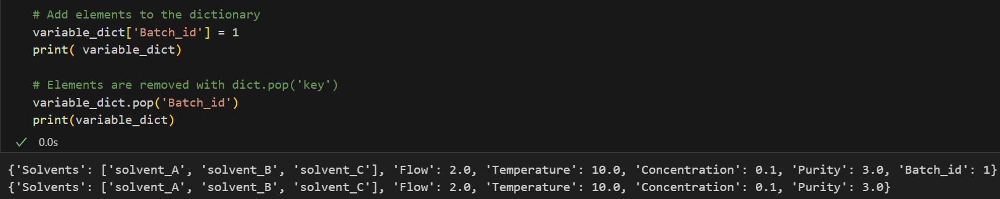 # Add elements to the dictionary
variable_dict['Batch_id'] = 1
print( variable_dict)
# Elements are removed with dict.pop('key')
variable_dict.pop('Batch_id')
print(variable_dict)
0.0s
{'Solvents': ['solvent_A', 'solvent_B', 'solvent_C'], 'Flow': 2.0, 'Temperature': 10.0, 'Concentration': 0.1, 'Purity': 3.0, 'Batch_id': 1}
{'Solvents': ['solvent_A', 'solvent_B', 'solvent_C'], 'Flow': 2.0, 'Temperature': 10.0, 'Concentration': 0.1, 'Purity': 3.0}